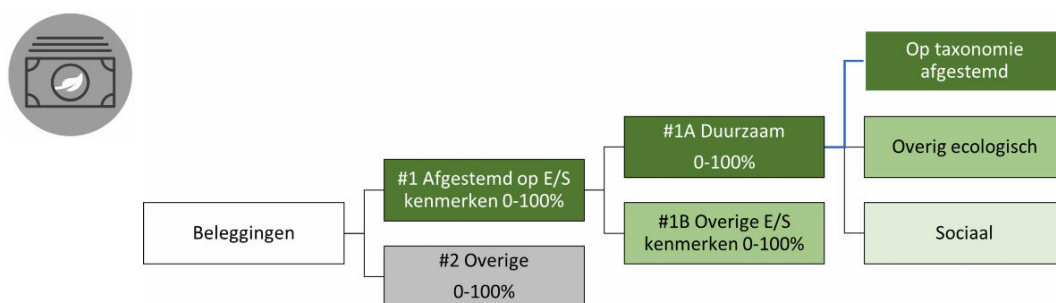 Beleggingen
#1 Afgestemd op E/S
kenmerken 0-100%
#2 Overige
0-100%
#1A Duurzaam
0-100%
#1B Overige E/S
kenmerken 0-100%
Op taxonomie
afgestemd
Overig ecologisch
Sociaal